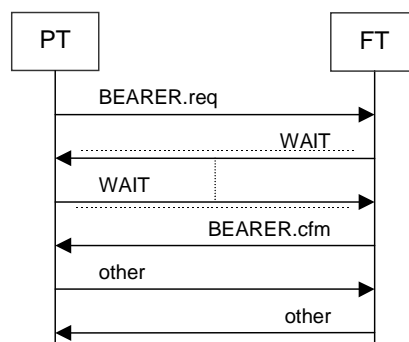 PT
FT
BEARER.req
WAIT
WAIT
BEARER.cfm
other
other